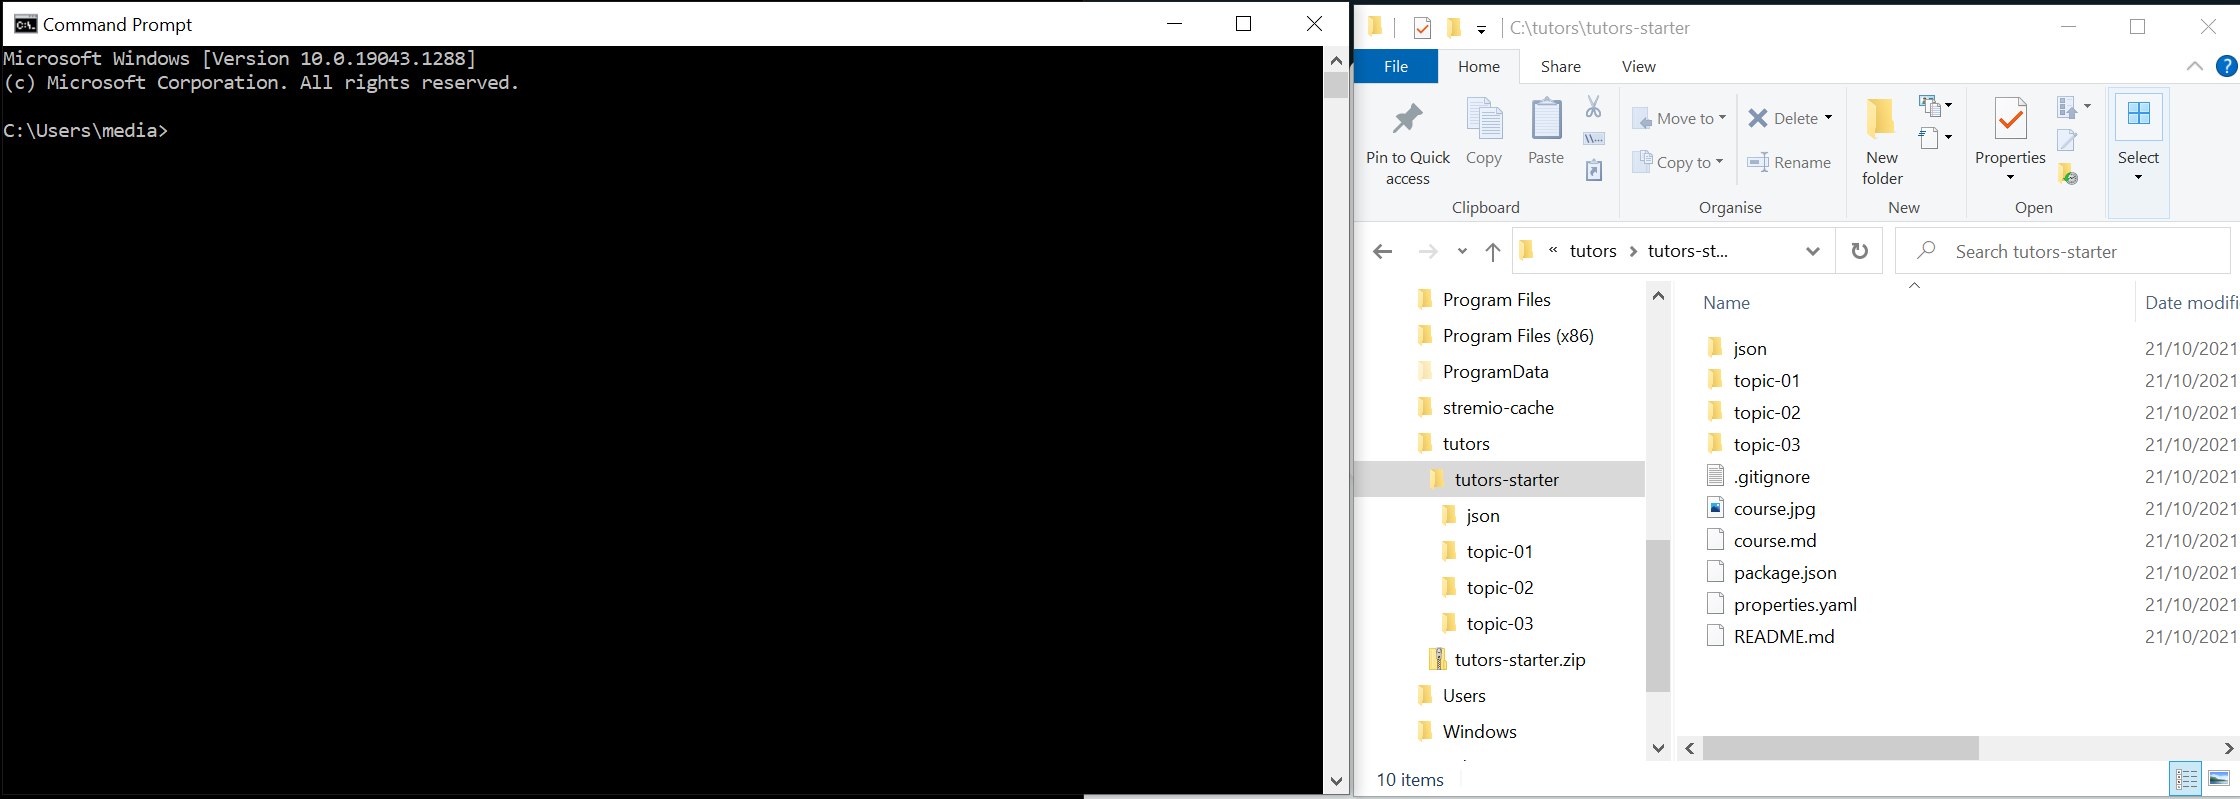 Command Prompt
Microsoft Windows [Version 10.0.19043.1288]
(c) Microsoft Corporation. All rights reserved.
C:\Users\media>
C:\tutors\tutors-starter
File Home Share View
Pin to Quick access
Copy
Paste
Clipboard
Move to
Copy to
Delete
Rename
Organise
New folder
New
Properties
Open
Select
« tutors > tutors-st...
Search tutors-starter
Program Files
Program Files (x86)
ProgramData
stremio-cache
tutors
tutors-starter
json
topic-01
topic-02
topic-03
tutors-starter.zip
Users
Windows
Name Date modifi
json 21/10/2021
topic-01 21/10/2021
topic-02 21/10/2021
topic-03 21/10/2021
.gitignore 21/10/2021
course.jpg 21/10/2021
course.md 21/10/2021
package.json 21/10/2021
properties.yaml 21/10/2021
README.md 21/10/2021
10 items